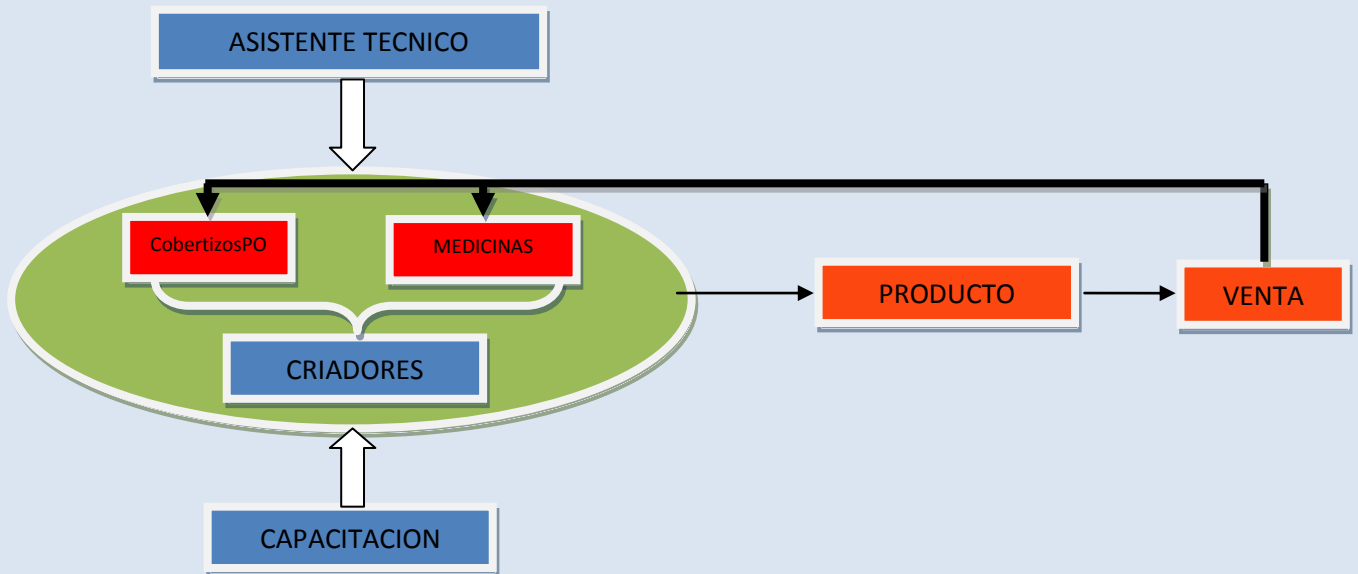 ASISTENTE TECNICO
CobertizosPO
MEDICINAS
PRODUCTO
VENTA
CRIADORES
CAPACITACION